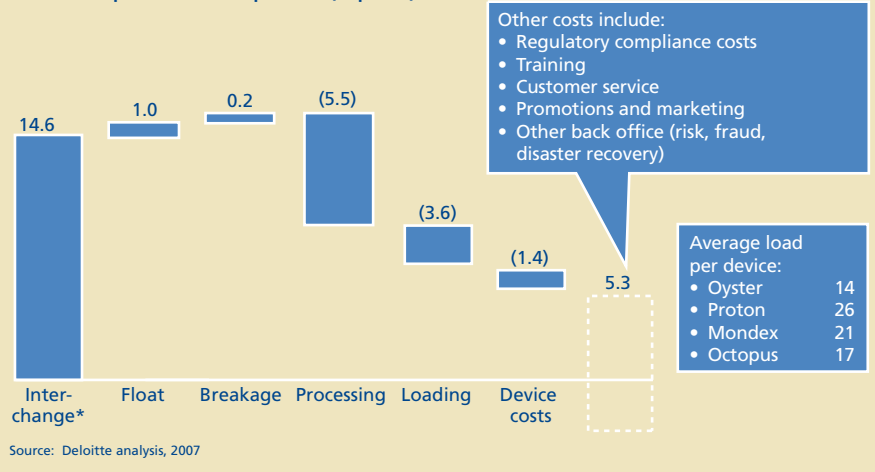 Other costs include:
• Regulatory compliance costs
• Training
• Customer service
• Promotions and marketing
• Other back office (risk, fraud,
disaster recovery)
14.6
1.0
0.2
(5.5)
(3.6)
(1.4)
5.3
Average load
per device:
• Oyster 14
• Proton 26
• Mondex 21
• Octopus 17
Inter- Float Breakage Processing Loading Device
change* costs
Source: Deloitte analysis, 2007